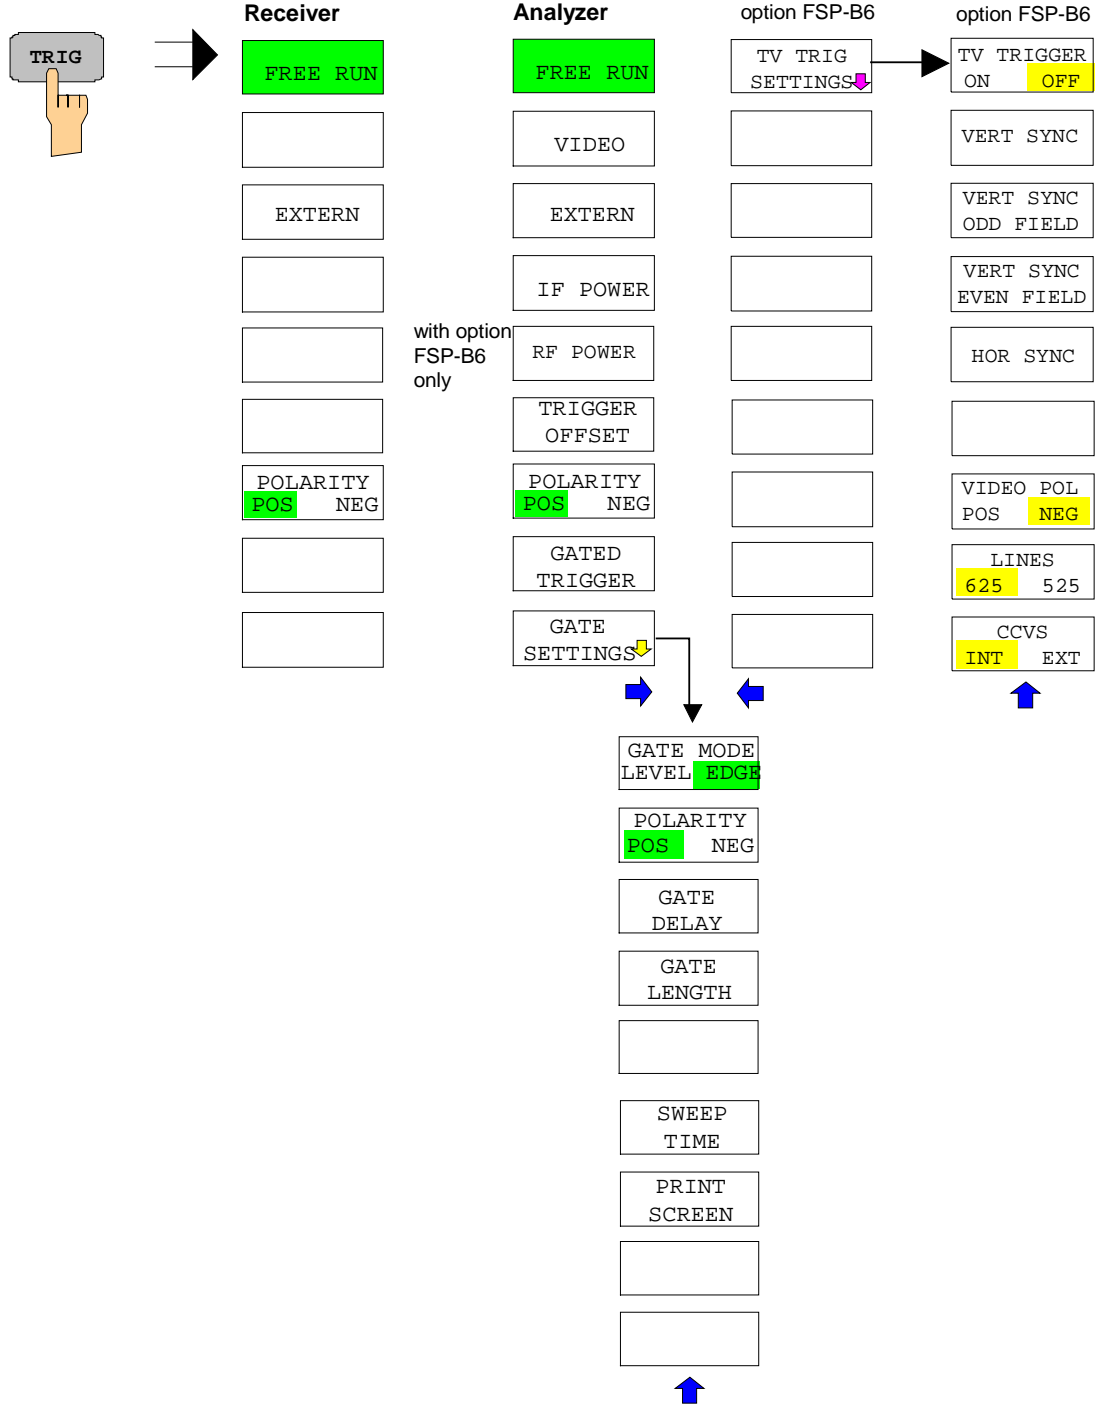 TRIG
Receiver
FREE RUN
EXTERN
POLARITY
POS NEG
with option
FSP-B6
only
Analyzer
FREE RUN
VIDEO
EXTERN
IF POWER
RF POWER
TRIGGER
OFFSET
POLARITY
POS NEG
GATED
TRIGGER
GATE
SETTINGS
GATE MODE
LEVEL EDGE
POLARITY
POS NEG
GATE
DELAY
GATE
LENGTH
SWEEP
TIME
PRINT
SCREEN
option FSP-B6
TV TRIG
SETTINGS
option FSP-B6
TV TRIGGER
ON OFF
VERT SYNC
VERT SYNC
ODD FIELD
VERT SYNC
EVEN FIELD
HOR SYNC
VIDEO POL
POS NEG
LINES
625 525
CCVS
INT EXT